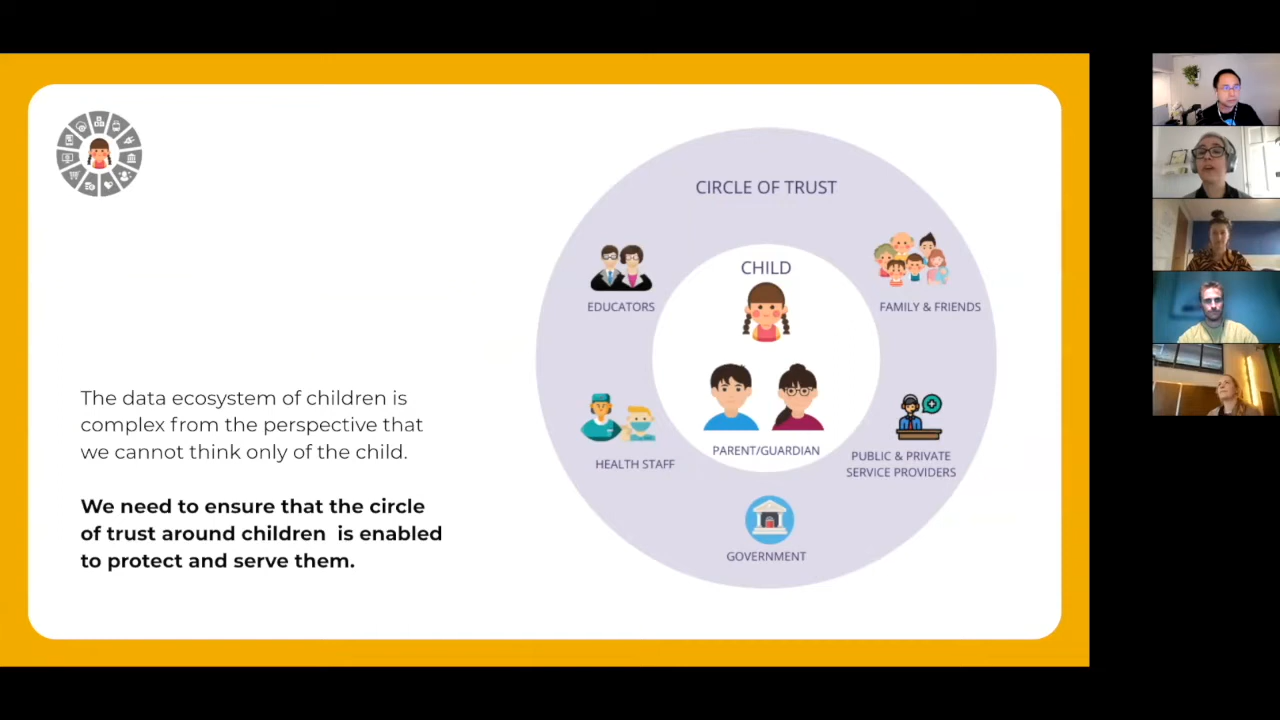 The data ecosystem of children is
complex from the perspective that
we cannot think only of the child.
We need to ensure that the circle
of trust around children  is enabled
to protect and serve them.
CIRCLE OF TRUST
CHILD
EDUCATORS
FAMILY & FRIENDS
PARENT/GUARDIAN
HEALTH STAFF
PUBLIC & PRIVATE
SERVICE PROVIDERS
GOVERNMENT